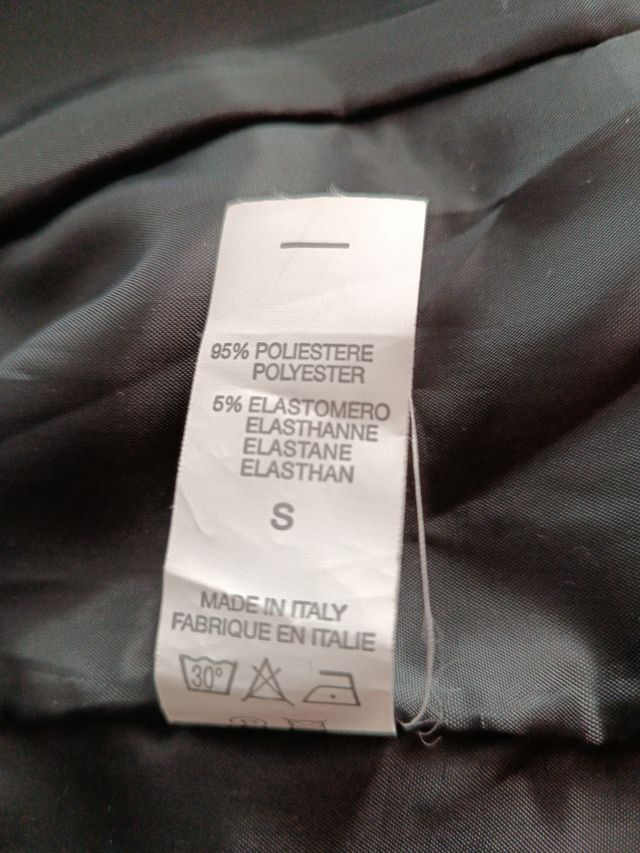 95% POLIESTERE
POLYESTER
5% ELASTOMERO
ELASTHANNE
ELASTANE
ELASTHAN
S
MADE IN ITALY
FABRIQUE EN ITALIE
30°